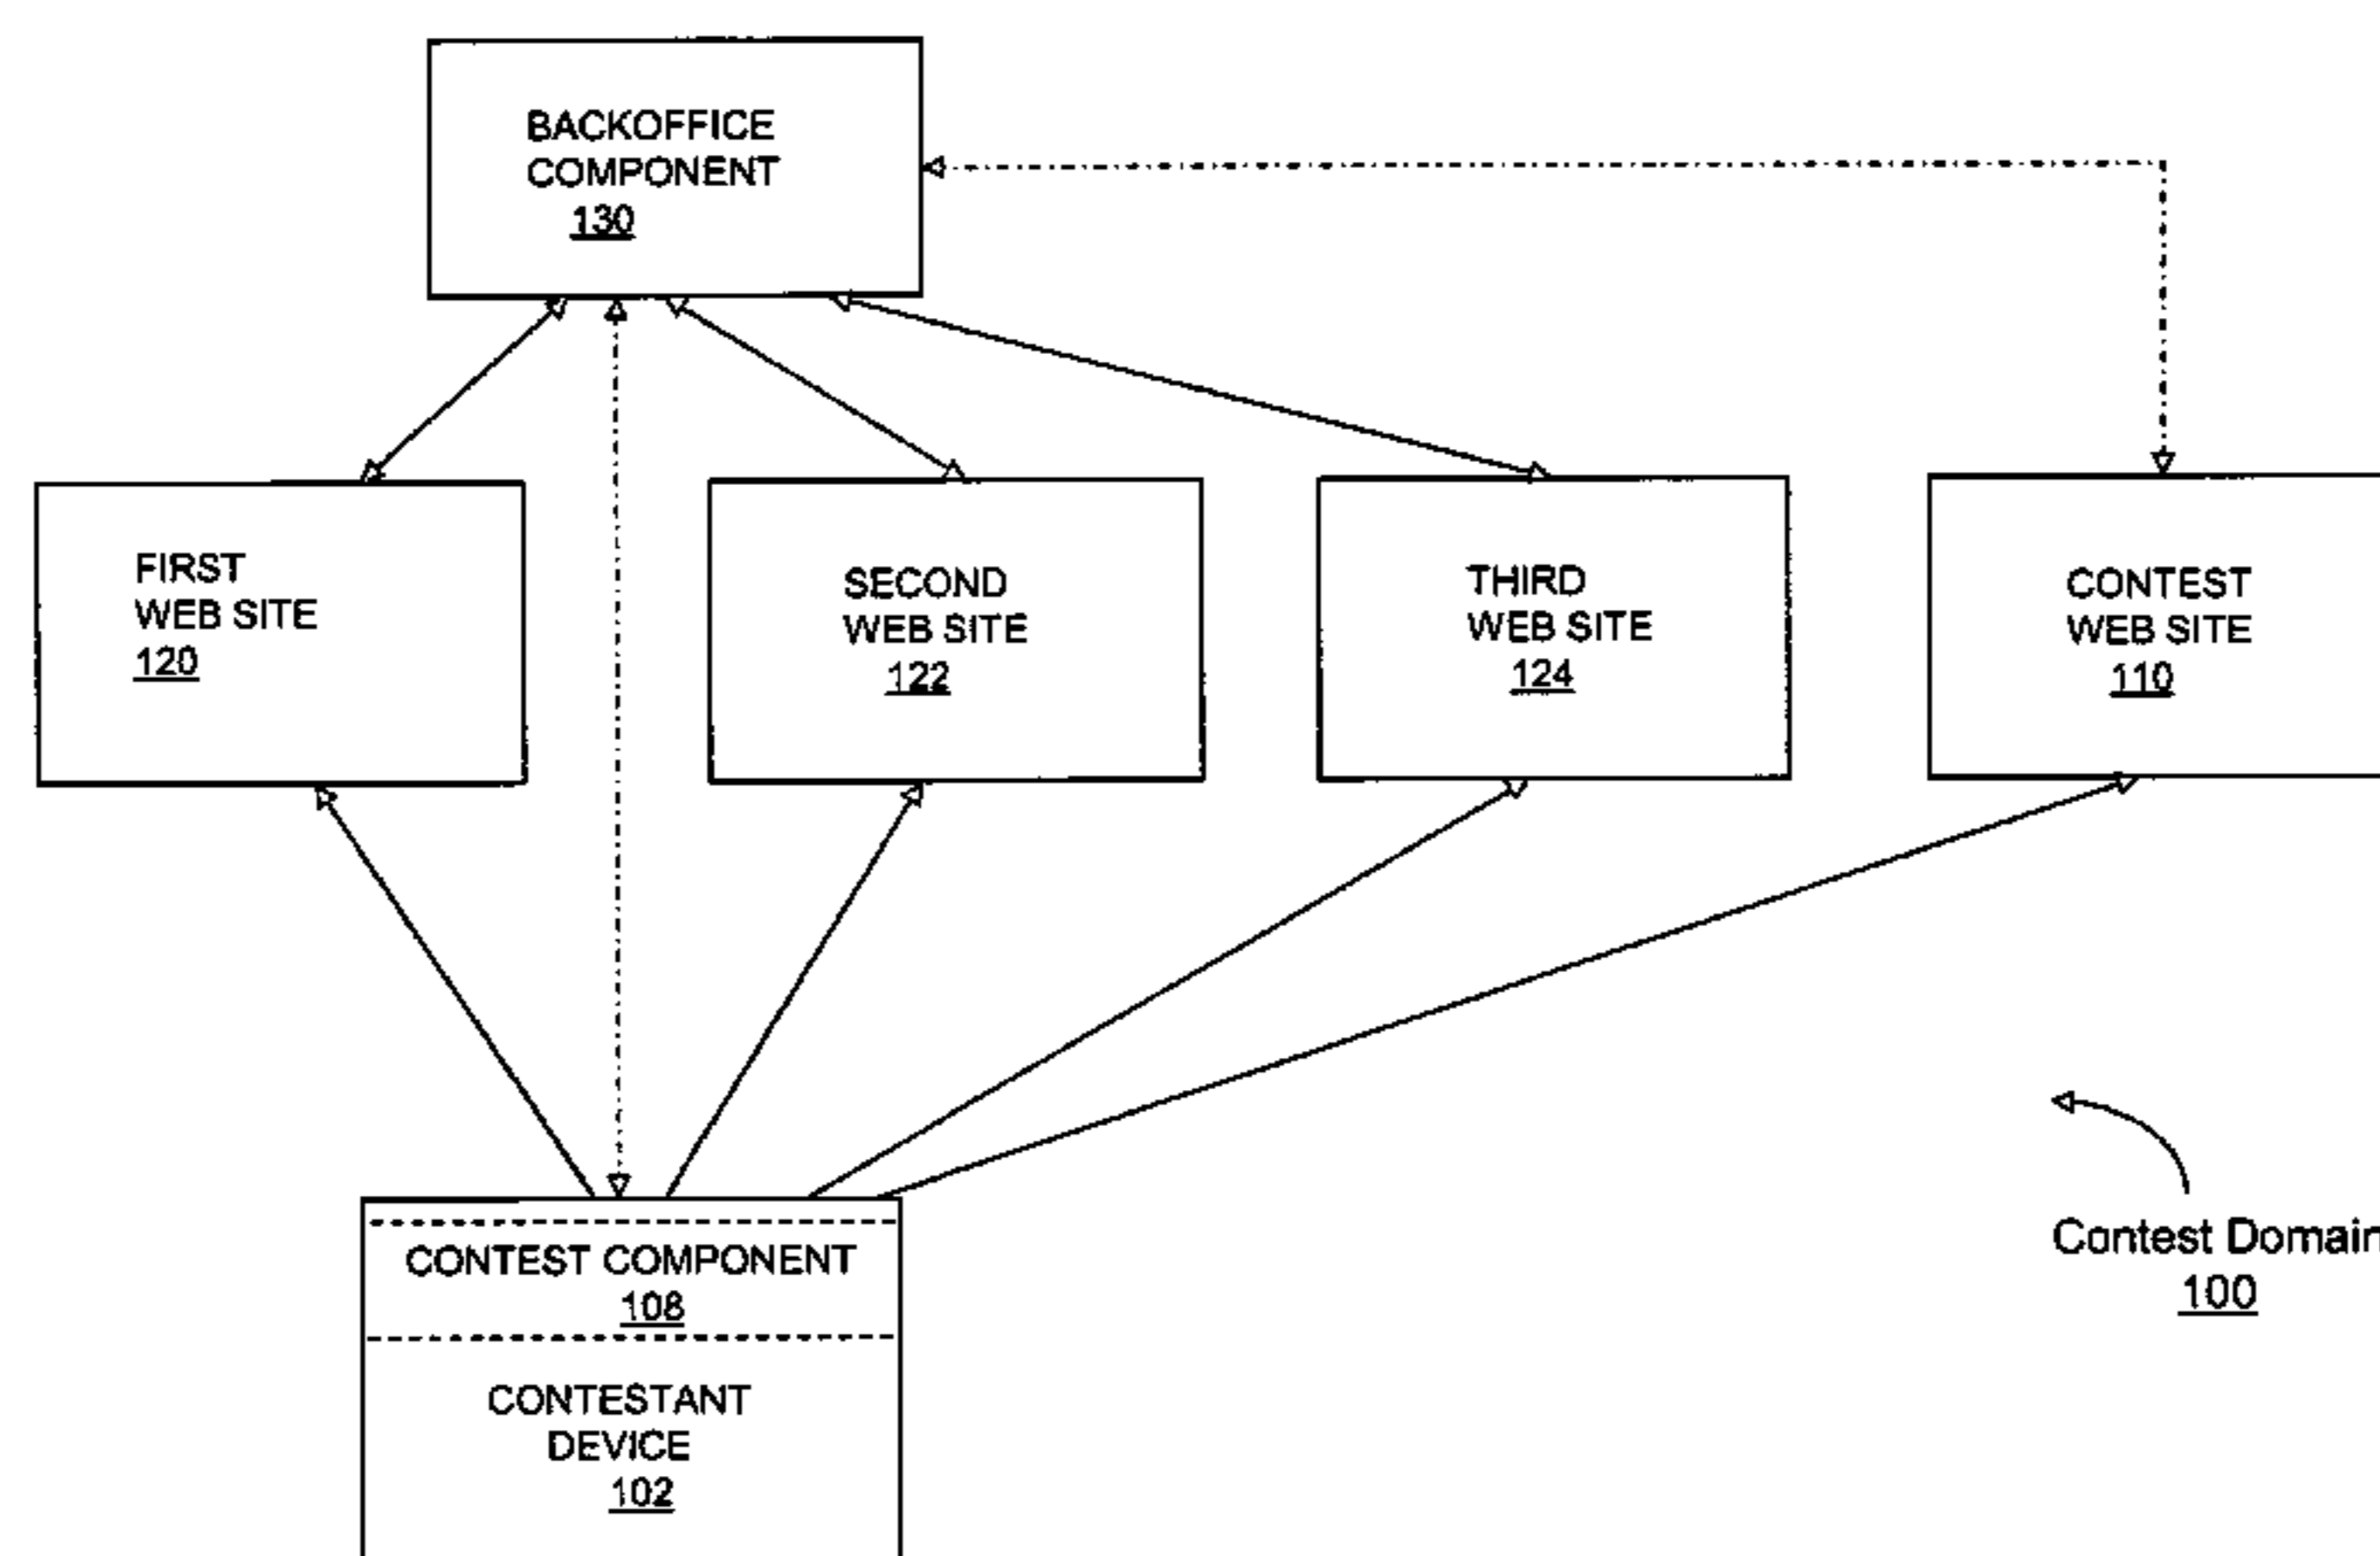 BACKOFFICE
COMPONENT
130
FIRST
WEB SITE
120
SECOND
WEB SITE
122
THIRD
WEB SITE
124
CONTEST
WEB SITE
110
CONTEST COMPONENT
108
CONTESTANT
DEVICE
102
Contest Domain
100